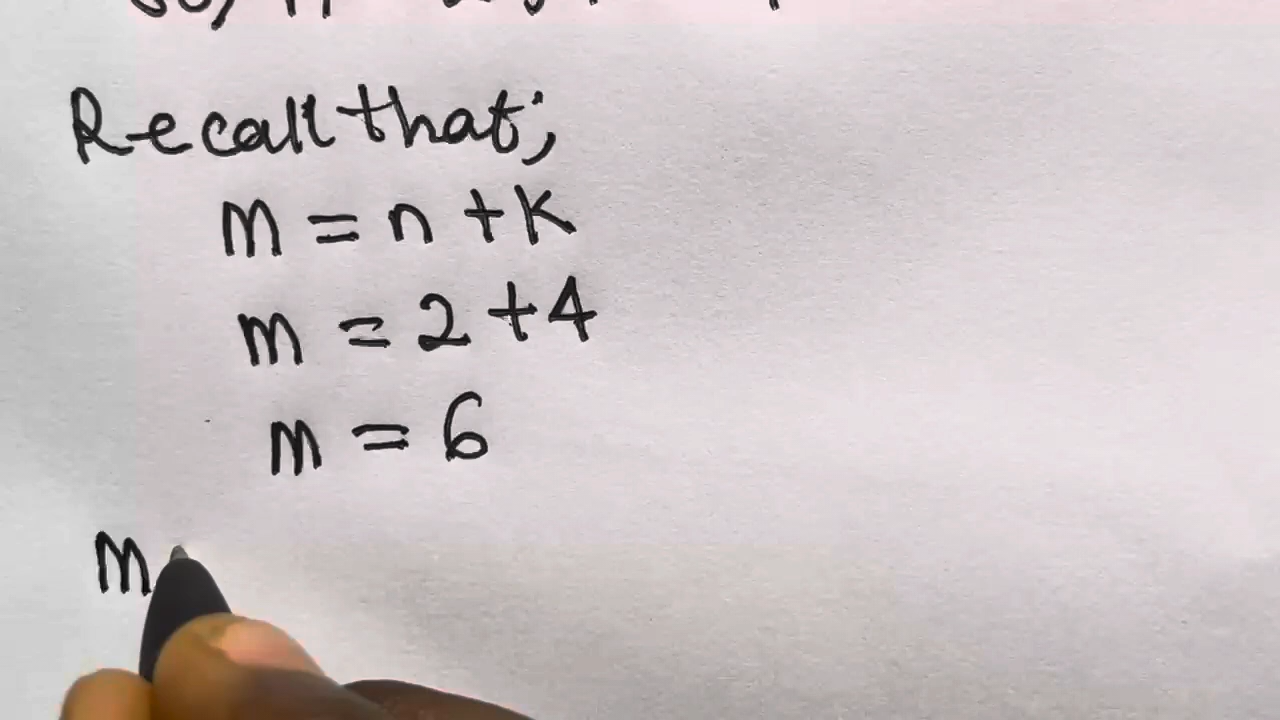 Recall that;
m = n + k
m = 2 + 4
m = 6
m